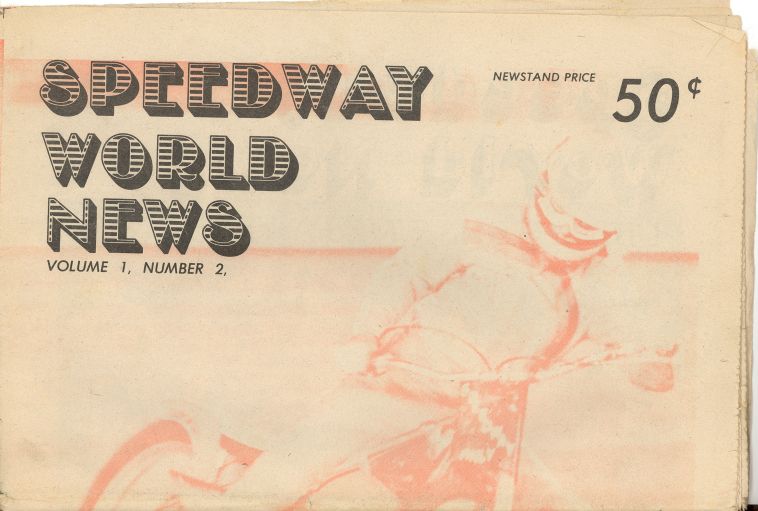 SPEEDWAY
WORLD
NEWS
VOLUME 1, NUMBER 2,
NEWSTAND PRICE 50¢